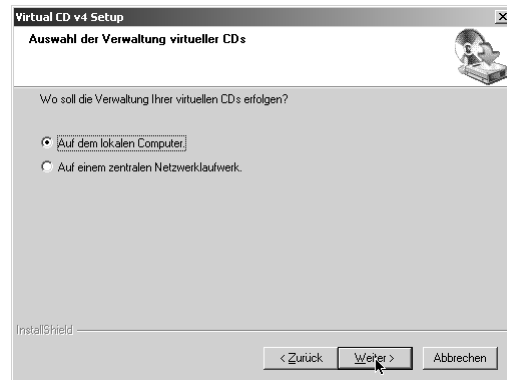 Virtual CD v4 Setup
Auswahl der Verwaltung virtueller CDs
Wo soll die Verwaltung Ihrer virtuellen CDs erfolgen?
Auf dem lokalen Computer.
Auf einem zentralen Netzwerklaufwerk.
InstallShield
< Zurück Weiter > Abbrechen